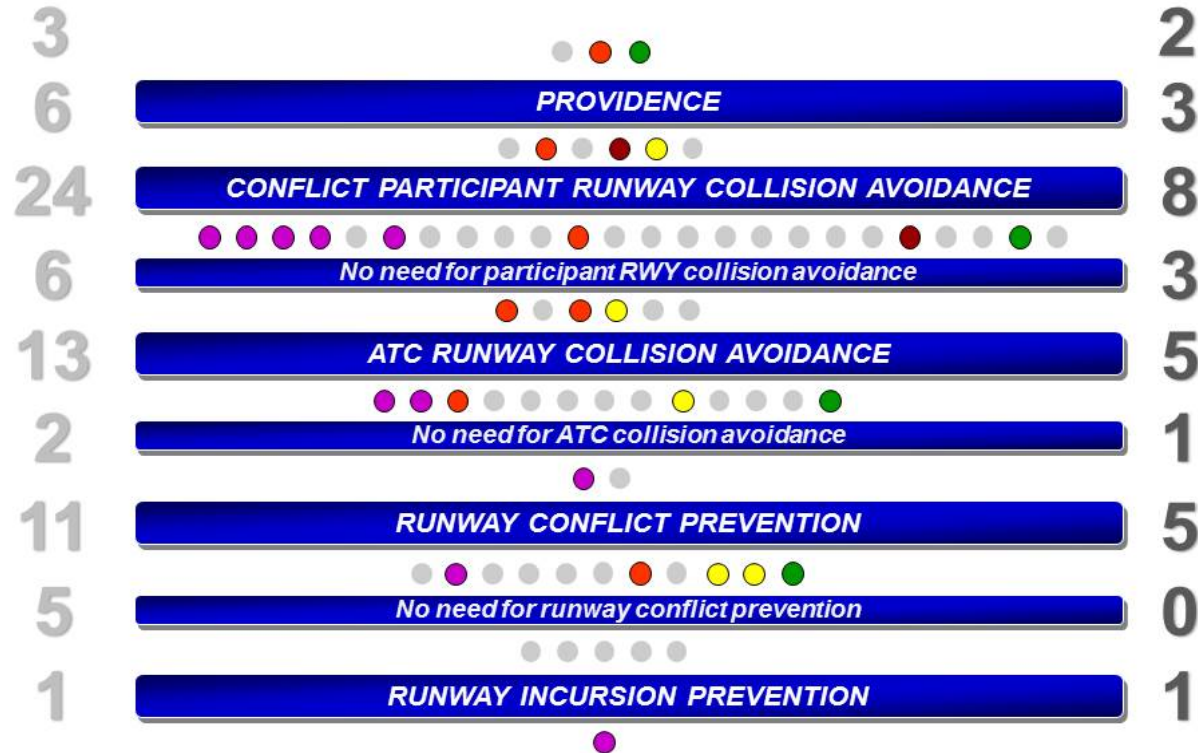 3 2
6 PROVIDENCE 3
24 CONFLICT PARTICIPANT RUNWAY COLLISION AVOIDANCE 8
6 No need for participant RWY collision avoidance 3
13 ATC RUNWAY COLLISION AVOIDANCE 5
2 No need for ATC collision avoidance 1
11 RUNWAY CONFLICT PREVENTION 5
5 No need for runway conflict prevention 0
1 RUNWAY INCURSION PREVENTION 1